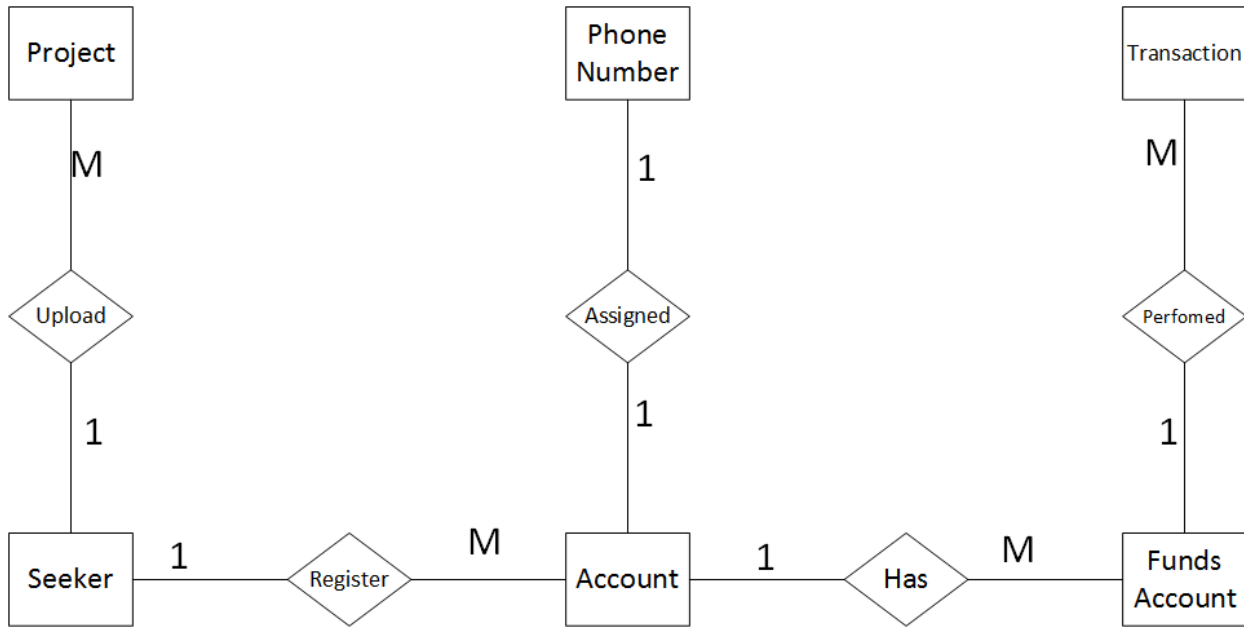 Project
Phone
Number
Transaction
M
1
M
Upload
Assigned
Perfomed
1
1
1
Seeker
1
Register
M
Account
1
Has
M
Funds
Account